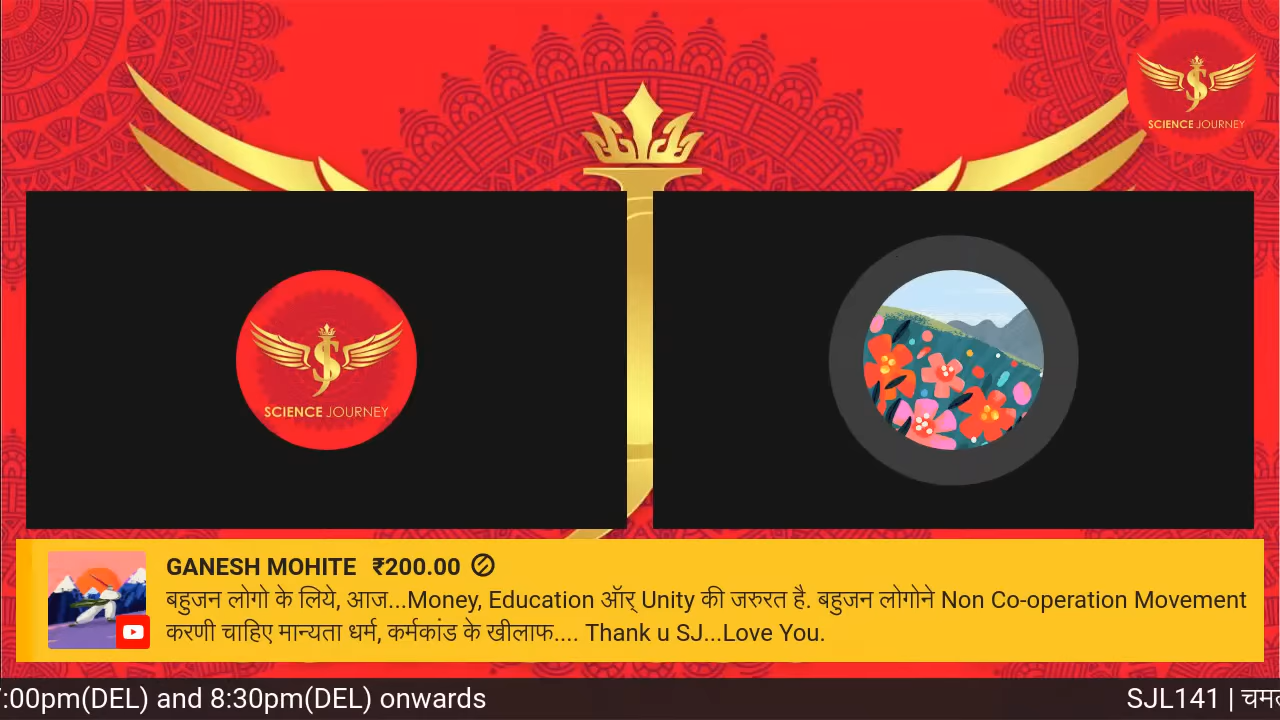 SCIENCE JOURNEY
SCIENCE JOURNEY
GANESH MOHITE ₹200.00
बहुजन लोगो के लिये, आज...Money, Education ऑर् Unity की जरुरत है. बहुजन लोगोने Non Co-operation Movement
करणी चाहिए मान्यता धर्म, कर्मकांड के खीलाफ.... Thank u SJ...Love You.
:00pm(DEL) and 8:30pm(DEL) onwards
SJL141 |